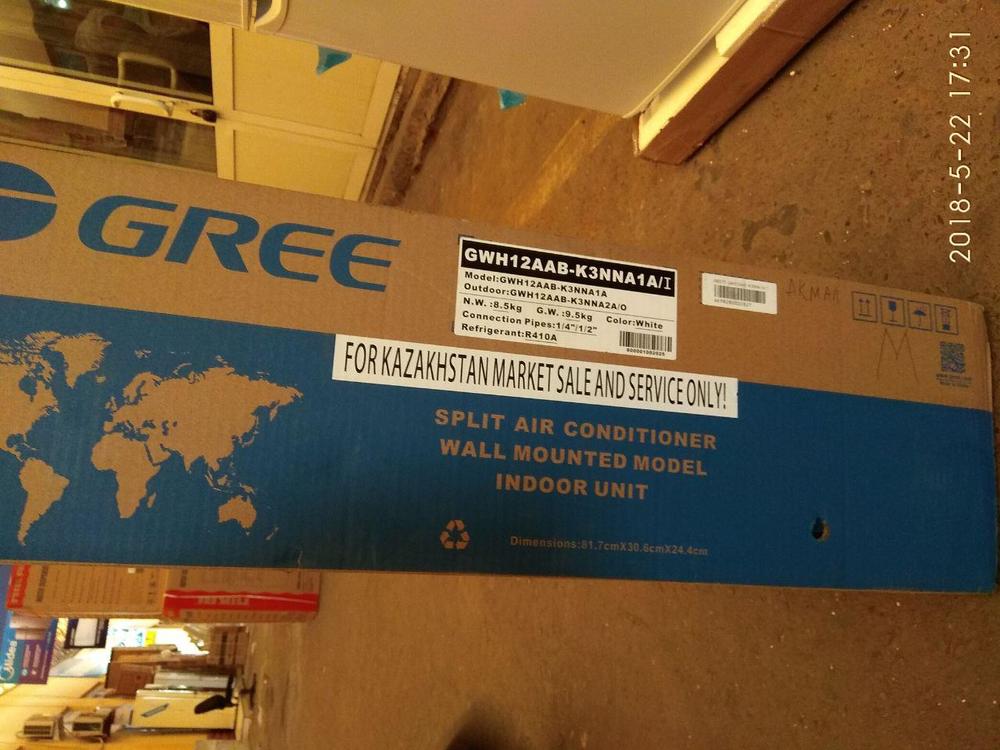 GREE
GWH12AAB-K3NNA1A/I
Model:GWH12AAB-K3NNA1A
Outdoor:GWH12AAB-K3NNA2A/O
N.W.:8.5kg G.W.:9.5kg Color:White
Connection Pipes:1/4"/1/2"
Refrigerant:R410A
FOR KAZAKHSTAN MARKET SALE AND SERVICE ONLY!
SPLIT AIR CONDITIONER
WALL MOUNTED MODEL
INDOOR UNIT
Dimensions:81.7cmX30.6cmX24.4cm
ARMAN
Midea
2018-5-22 17:31